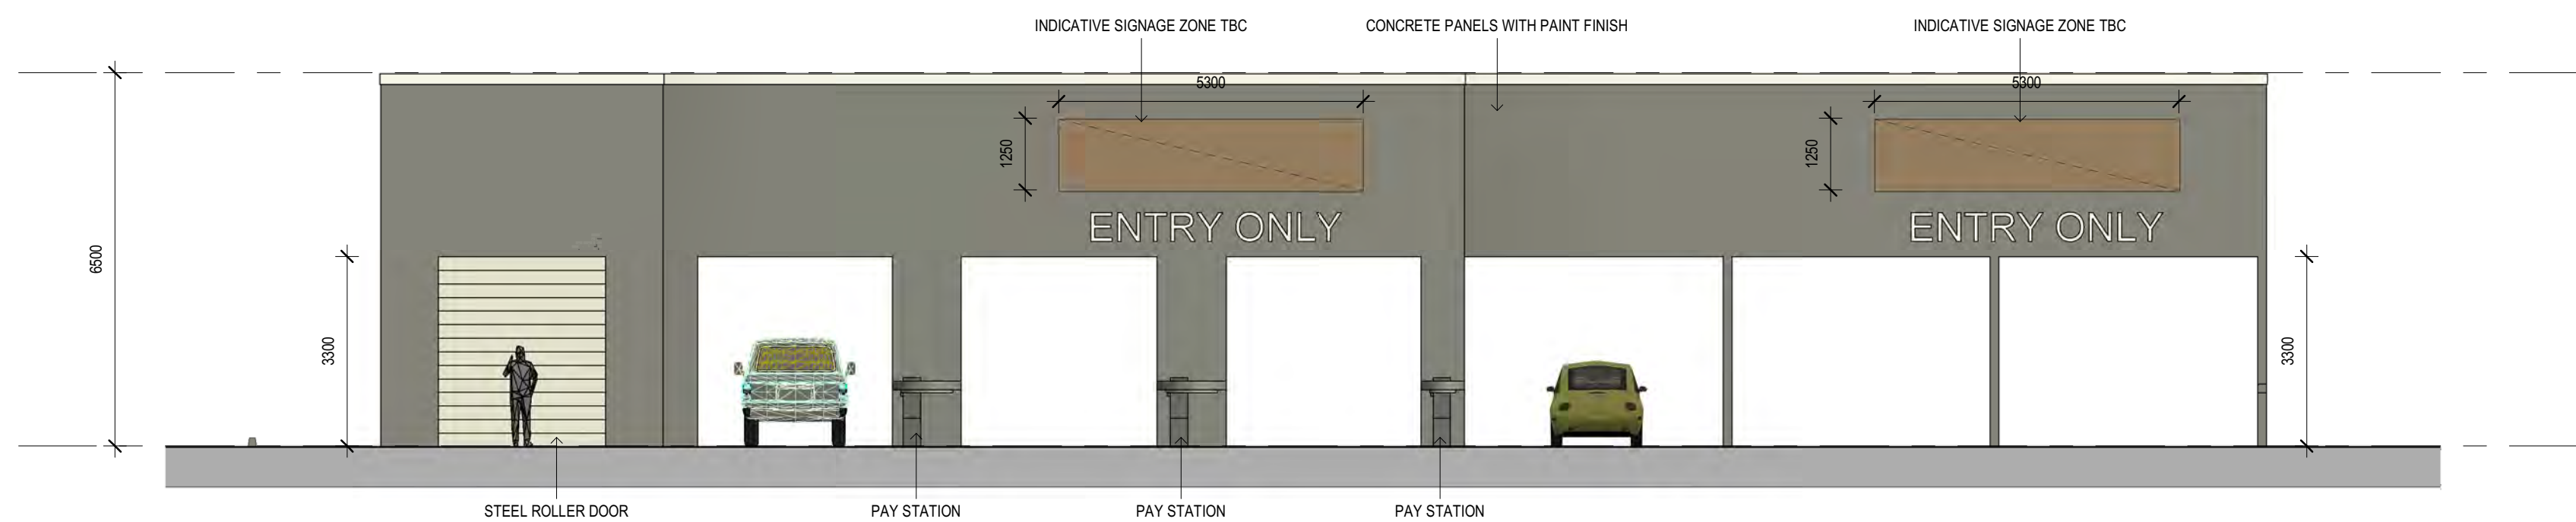 INDICATIVE SIGNAGE ZONE TBC
CONCRETE PANELS WITH PAINT FINISH
INDICATIVE SIGNAGE ZONE TBC
5300
5300
1250
1250
ENTRY ONLY
ENTRY ONLY
6500
3300
3300
STEEL ROLLER DOOR
PAY STATION
PAY STATION
PAY STATION